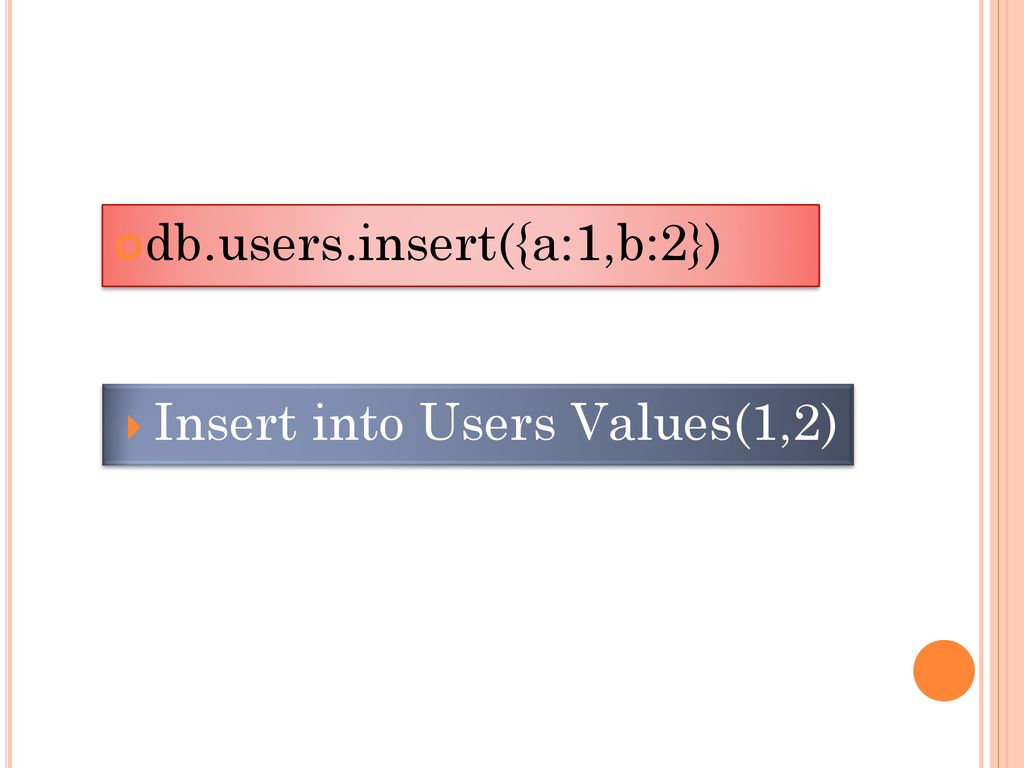 db.users.insert({a:1,b:2})
Insert into Users Values(1,2)